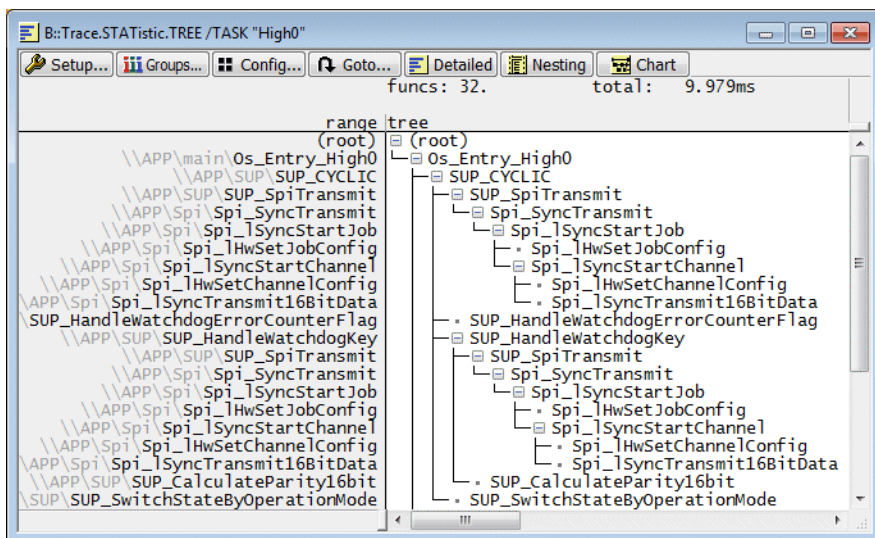 B::Trace.STATistic.TREE /TASK "High0"
Setup... Groups... Config... Goto... Detailed Nesting Chart
funcs: 32. total: 9.979ms
range tree
(root) (root)
\\APP\main\Os_Entry_High0 Os_Entry_High0
\\APP\SUP\SUP_CYCLIC SUP_CYCLIC
\\APP\SUP\SUP_SpiTransmit SUP_SpiTransmit
\\APP\Spi\Spi_SyncTransmit Spi_SyncTransmit
\\APP\Spi\Spi_lSyncStartJob Spi_lSyncStartJob
\\APP\Spi\Spi_lHwSetJobConfig Spi_lHwSetJobConfig
\\APP\Spi\Spi_lSyncStartChannel Spi_lSyncStartChannel
\\APP\Spi\Spi_lHwSetChannelConfig Spi_lHwSetChannelConfig
\APP\Spi\Spi_lSyncTransmit16BitData Spi_lSyncTransmit16BitData
\SUP_HandleWatchdogErrorCounterFlag SUP_HandleWatchdogErrorCounterFlag
\\APP\SUP\SUP_HandleWatchdogKey SUP_HandleWatchdogKey
\\APP\SUP\SUP_SpiTransmit SUP_SpiTransmit
\\APP\Spi\Spi_SyncTransmit Spi_SyncTransmit
\\APP\Spi\Spi_lSyncStartJob Spi_lSyncStartJob
\\APP\Spi\Spi_lHwSetJobConfig Spi_lHwSetJobConfig
\\APP\Spi\Spi_lSyncStartChannel Spi_lSyncStartChannel
\\APP\Spi\Spi_lHwSetChannelConfig Spi_lHwSetChannelConfig
\APP\Spi\Spi_lSyncTransmit16BitData Spi_lSyncTransmit16BitData
\\APP\SUP\SUP_CalculateParity16bit SUP_CalculateParity16bit
\SUP\SUP_SwitchStateByOperationMode SUP_SwitchStateByOperationMode